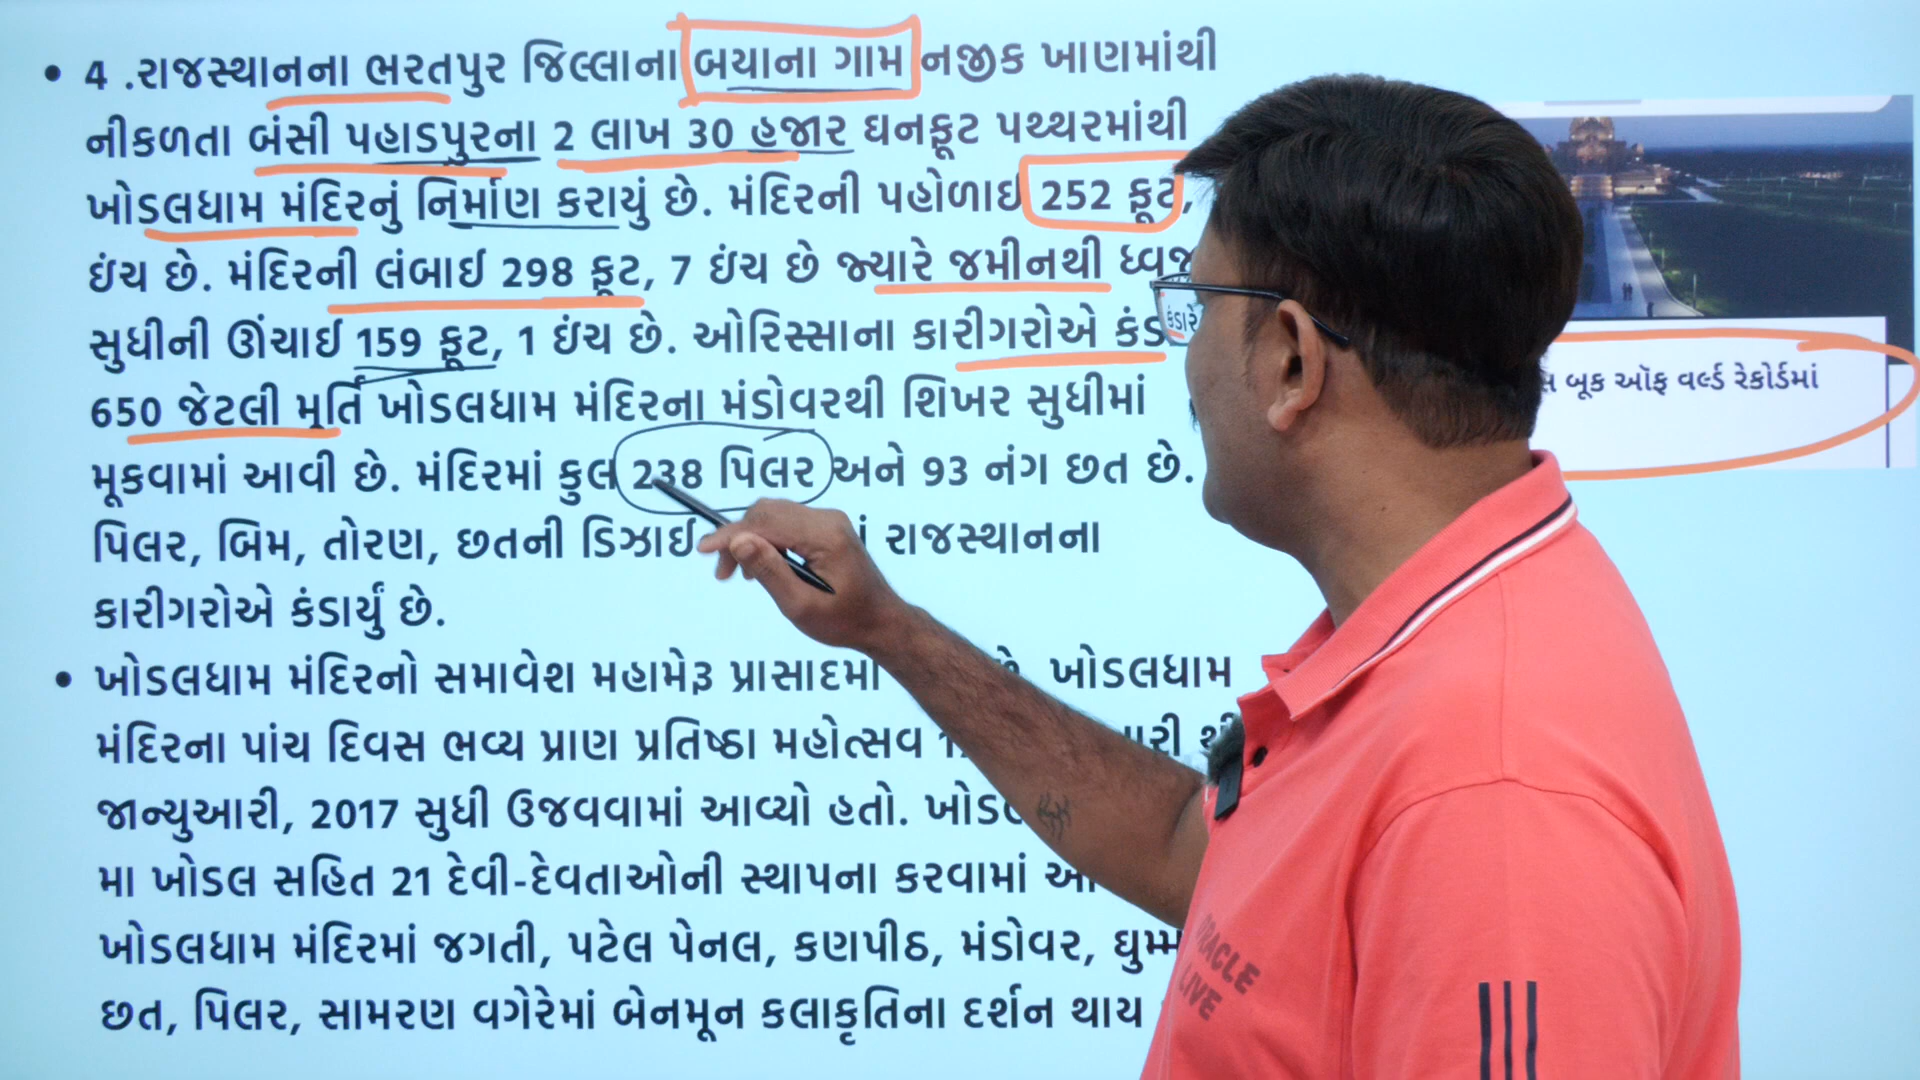 • 4 .રાજસ્થાનના ભરતપુર જિલ્લાના બયાના ગામ નજીક ખાણમાંથી
નીકળતા બંસી પહાડપુરના 2 લાખ 30 હજાર ઘનફૂટ પથ્થરમાંથી
ખોડલધામ મંદિરનું નિર્માણ કરાયું છે. મંદિરની પહોળાઈ 252 ફૂટ,
ઇંચ છે. મંદિરની લંબાઈ 298 ફૂટ, 7 ઇંચ છે જ્યારે જમીનથી
સુધીની ઊંચાઈ 159 ફૂટ, 1 ઇંચ છે. ઓરિસ્સાના કારીગરોએ
650 જેટલી મૂર્તિ ખોડલધામ મંદિરના મંડોવરથી શિખર સુધીમાં
મૂકવામાં આવી છે. મંદિરમાં કુલ 238 પિલર અને 93 નંગ છત છે.
પિલર, બિમ, તોરણ, છતની રાજસ્થાનના
કારીગરોએ કંડાર્યું છે.
• ખોડલધામ મંદિરનો સમાવેશ મહામેરૂ ખોડલધામ
મંદિરના પાંચ દિવસ ભવ્ય પ્રાણ પ્રતિષ્ઠા મહોત્સવ
જાન્યુઆરી, 2017 સુધી ઉજવવામાં આવ્યો હતો.
મા ખોડલ સહિત 21 દેવી-દેવતાઓની સ્થાપના કરવામાં
ખોડલધામ મંદિરમાં જગતી, પટેલ પેનલ, કણપીઠ, મંડોવર,
છત, પિલર, સામરણ વગેરેમાં બેનમૂન કલાકૃતિના દર્શન થાય
બૂક ઑફ વર્લ્ડ રેકોર્ડમાં
LIVE